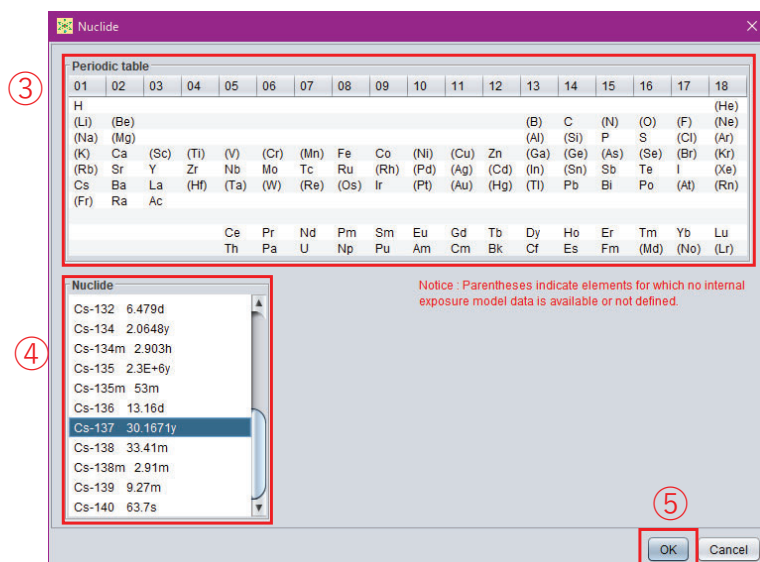 Nuclide
③
Periodic table
01 02 03 04 05 06 07 08 09 10 11 12 13 14 15 16 17 18
H (He)
(Li) (Be) (B) C (N) (O) (F) (Ne)
(Na) (Mg) (Al) (Si) P S (Cl) (Ar)
(K) Ca (Sc) (Ti) (V) (Cr) (Mn) Fe Co (Ni) (Cu) Zn (Ga) (Ge) (As) (Se) (Br) (Kr)
(Rb) Sr Y Zr Nb Mo Tc Ru (Rh) (Pd) (Ag) (Cd) (In) (Sn) Sb Te I (Xe)
Cs Ba La (Hf) (Ta) (W) (Re) (Os) Ir (Pt) (Au) (Hg) (Tl) Pb Bi Po (At) (Rn)
(Fr) Ra Ac
Ce Pr Nd Pm Sm Eu Gd Tb Dy Ho Er Tm Yb Lu
Th Pa U Np Pu Am Cm Bk Cf Es Fm (Md) (No) (Lr)
④
Nuclide
Cs-132 6.479d
Cs-134 2.0648y
Cs-134m 2.903h
Cs-135 2.3E+6y
Cs-135m 53m
Cs-136 13.16d
Cs-137 30.1671y
Cs-138 33.41m
Cs-138m 2.91m
Cs-139 9.27m
Cs-140 63.7s
Notice : Parentheses indicate elements for which no internal
exposure model data is available or not defined.
⑤
OK Cancel